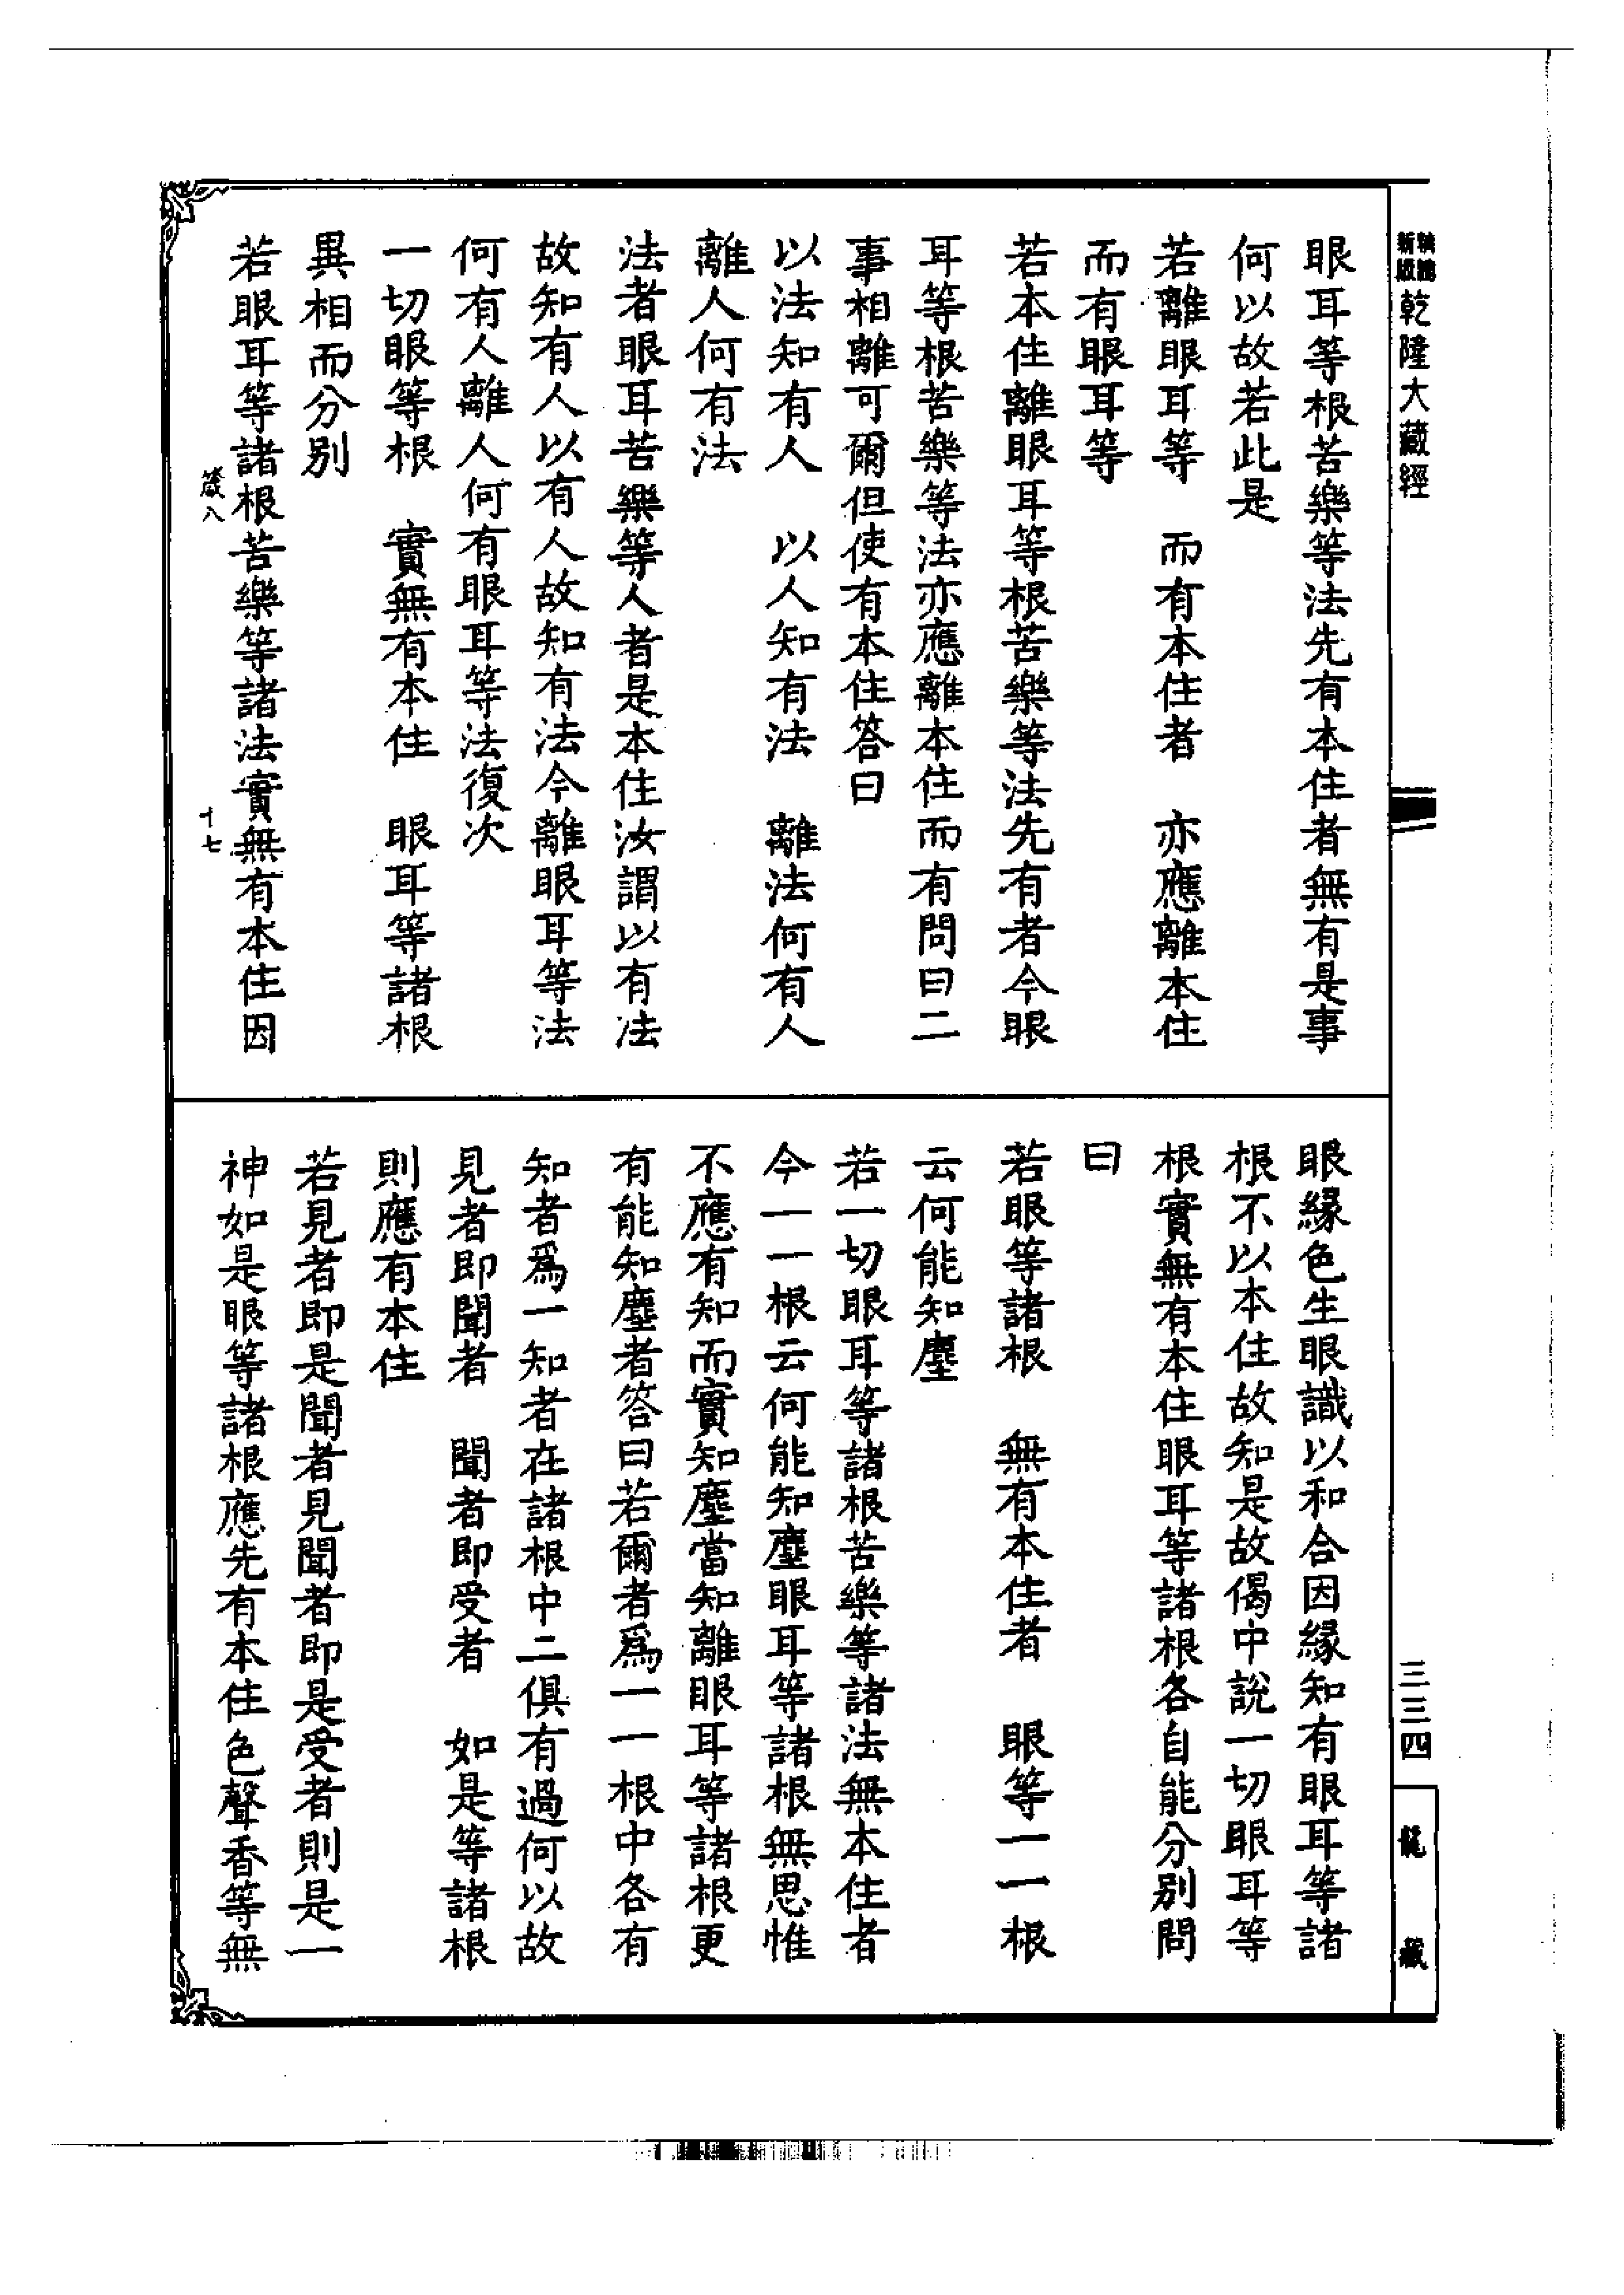 新版
乾隆大藏經
三三四
龍藏
眼耳等根苦樂等法先有本住者無有是事
何以故若此是
若離眼耳等　而有本住者　亦應離本住
而有眼耳等
若本住離眼耳等根苦樂等法先有者今眼
耳等根苦樂等法亦應離本住而有問曰二
事相離可爾但使有本住答曰
以法知有人　以人知有法　離法何有人
離人何有法
法者眼耳苦樂等人者是本住汝謂以有法
故知有人以有人故知有法今離眼耳等法
何有人離人何有眼耳等法復次
一切眼等根　實無有本住　眼耳等諸根
異相而分別
若眼耳等諸根苦樂等諸法實無有本住因
箴八
十七
眼緣色生眼識以和合因緣知有眼耳等諸
根不以本住故知是故偈中說一切眼耳等
根實無有本住眼耳等諸根各自能分別問
曰
若眼等諸根　無有本住者　眼等一一根
云何能知塵
若一切眼耳等諸根苦樂等諸法無本住者
今一一根云何能知塵眼耳等諸根無思惟
不應有知而實知塵當知離眼耳等諸根更
有能知塵者答曰若爾者爲一一根中各有
知者爲一知者在諸根中二俱有過何以故
見者即聞者　聞者即受者　如是等諸根
則應有本住
若見者即是聞者見聞者即是受者則是一
神如是眼等諸根應先有本住色聲香等無